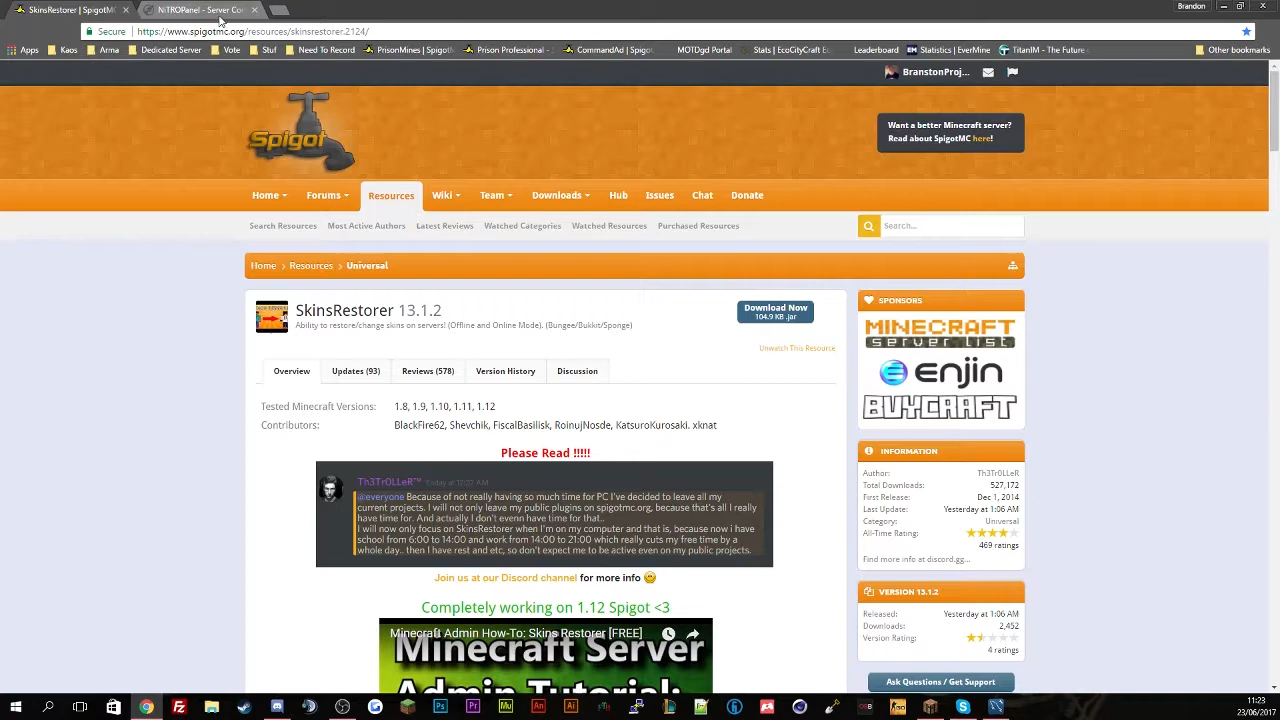 SkinsRestorer | SpigotMC
NiTROPanel - Server Con
Brandon
Secure
https://www.spigotmc.org/resources/skinsrestorer.2124/
Apps Kaos Arma Dedicated Server Vote Stuf SkinsRestorer PrisonMines | SpigotMC Prison Professional - CommandAd | Spigo MOTDgd Portal Stats | EcoCityCraft E Leaderboard Statistics | EverMine TitanIM - The Future Other bookmarks
BranstonProj...
Spigot
Want a better Minecraft server?
Read about SpigotMC here!
Home Forums Resources Wiki Team Downloads Hub Issues Chat Donate
Search Resources Most Active Authors Latest Reviews Watched Categories Watched Resources Purchased Resources
Search...
Home Resources Universal
SkinsRestorer 13.1.2
Ability to restore/change skins on servers! (Offline and Online Mode). (Bungee/Bukkit/Sponge)
Download Now
104.9 KB .jar
Unwatch This Resource
Overview Updates (93) Reviews (578) Version History Discussion
Tested Minecraft Versions: 1.8, 1.9, 1.10, 1.11, 1.12
Contributors: BlackFire62, Shevchik, FiscalBasilisk, RoinujNosde, KatsuroKurosaki. xknat
Please Read !!!!!
Th3Tr0LLeR™ Today at 12:22 AM
@everyone Because of not really having so much time for PC I've decided to leave all my
current projects. I will not only leave my public plugins on spigotmc.org, because that's all I really
have time for. And actually I don't evenn have time for that..
I will now only focus on SkinsRestorer when I'm on my computer and that is, because now i have
school from 6:00 to 14:00 and work from 14:00 to 21:00 which really cuts my free time by a
whole day.. then I have rest and etc, so don't expect me to be active even on my public projects.
Join us at our Discord channel for more info
Completely working on 1.12 Spigot <3
Minecraft Admin How-To: Skins Restorer [FREE]
Minecraft Server
Admin Tutorial:
SPONSORS
MINECRAFT
SERVER LIST
enjin
BUYCRAFT
INFORMATION
Author: Th3Tr0LLeR
Total Downloads: 527,172
First Release: Dec 1, 2014
Last Update: Yesterday at 1:06 AM
Category: Universal
All-Time Rating:
469 ratings
Find more info at discord.gg...
VERSION 13.1.2
Released: Yesterday at 1:06 AM
Downloads: 2,452
Version Rating:
4 ratings
Ask Questions / Get Support
11:23
23/06/2017